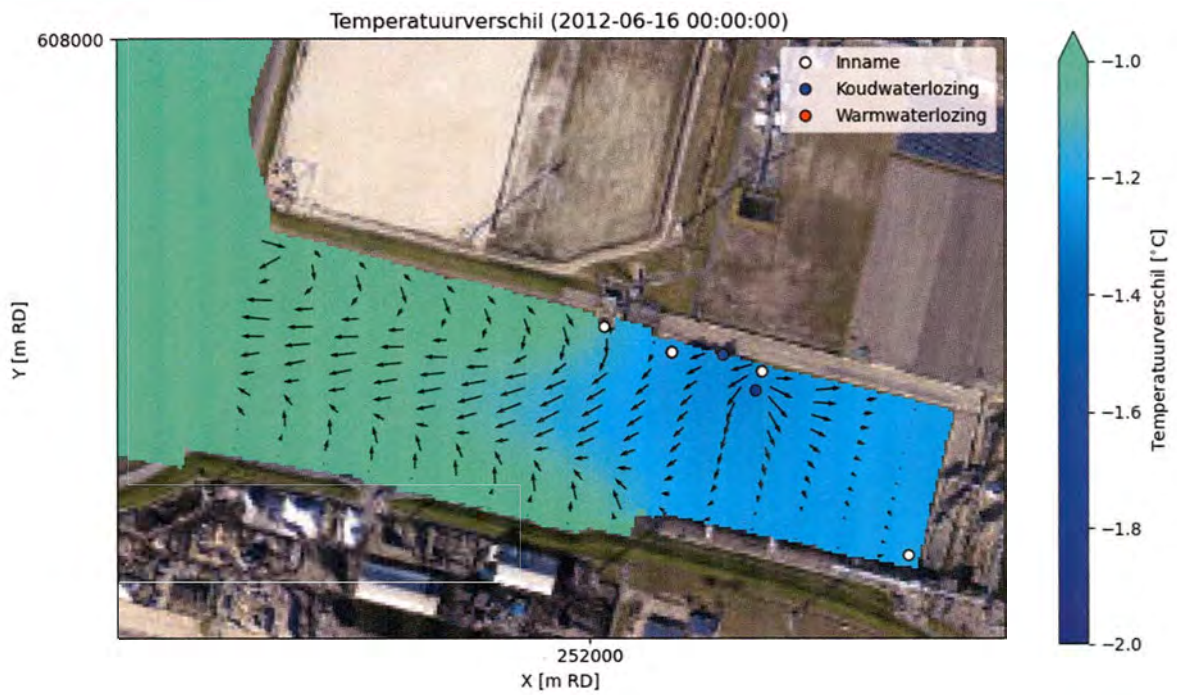 Temperatuurverschil (2012-06-16 00:00:00)
608000
Inname
Koudwaterlozing
Warmwaterlozing
Y [m RD]
252000
X [m RD]
−1.0
−1.2
−1.4
−1.6
−1.8
−2.0
Temperatuurverschil [°C]